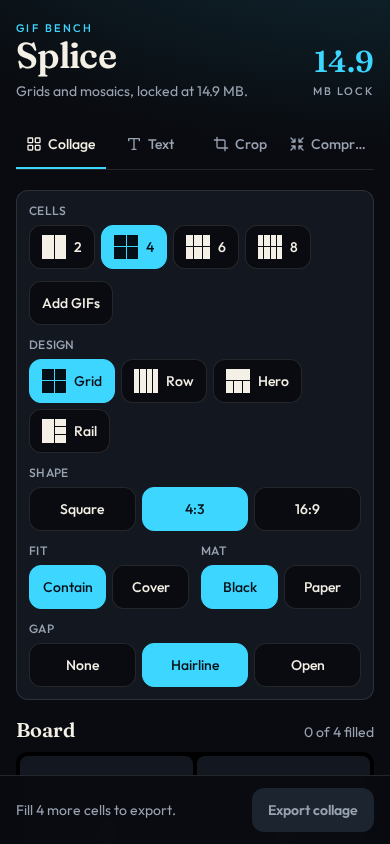 GIF BENCH
Splice
14.9
Grids and mosaics, locked at 14.9 MB.
MB LOCK
Collage Text Crop Compr...
CELLS
2 4 6 8
Add GIFs
DESIGN
Grid Row Hero
Rail
SHAPE
Square 4:3 16:9
FIT MAT
Contain Cover Black Paper
GAP
None Hairline Open
Board 0 of 4 filled
Fill 4 more cells to export. Export collage